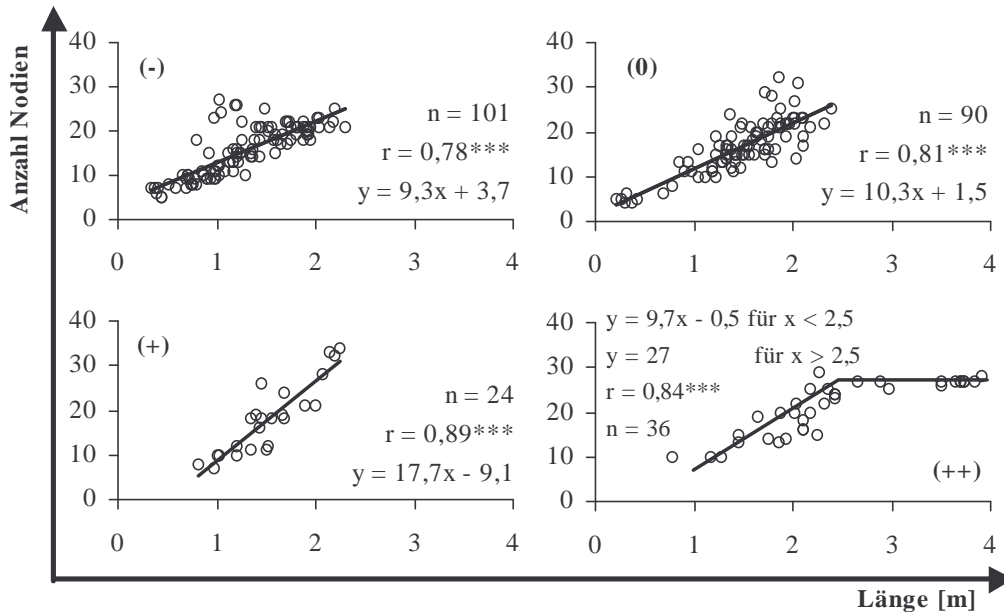 Anzahl Nodien
40
30
20
10
0
(-)
n = 101
r = 0,78***
y = 9,3x + 3,7
0 1 2 3 4
40
30
20
10
0
(0)
n = 90
r = 0,81***
y = 10,3x + 1,5
0 1 2 3 4
40
30
20
10
0
(+)
n = 24
r = 0,89***
y = 17,7x - 9,1
0 1 2 3 4
40
30
20
10
0
y = 9,7x - 0,5 für x < 2,5
y = 27 für x > 2,5
r = 0,84***
n = 36
(++)
0 1 2 3 4
Länge [m]